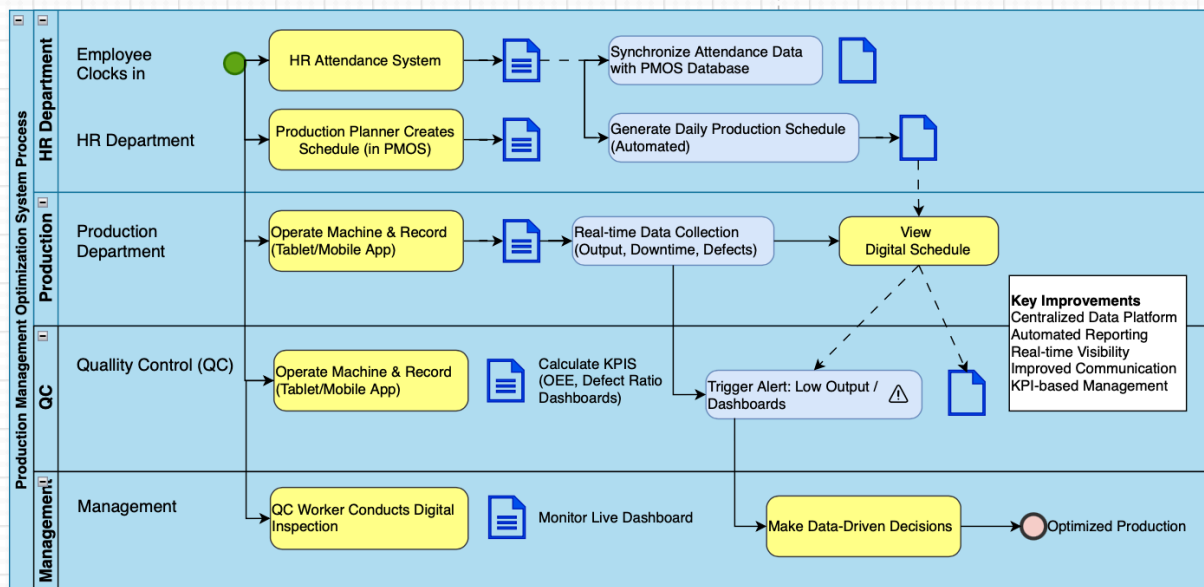 Production Management Optimization System Process
HR Department
Employee
Clocks in
HR Attendance System
Synchronize Attendance Data
with PMOS Database
HR Department
Production Planner Creates
Schedule (in PMOS)
Generate Daily Production Schedule
(Automated)
Production
Production
Department
Operate Machine & Record
(Tablet/Mobile App)
Real-time Data Collection
(Output, Downtime, Defects)
View
Digital Schedule
Key Improvements
Centralized Data Platform
Automated Reporting
Real-time Visibility
Improved Communication
KPI-based Management
QC
Quallity Control (QC)
Operate Machine & Record
(Tablet/Mobile App)
Calculate KPIS
(OEE, Defect Ratio
Dashboards)
Trigger Alert: Low Output /
Dashboards
Management
Management
QC Worker Conducts Digital
Inspection
Monitor Live Dashboard
Make Data-Driven Decisions
Optimized Production